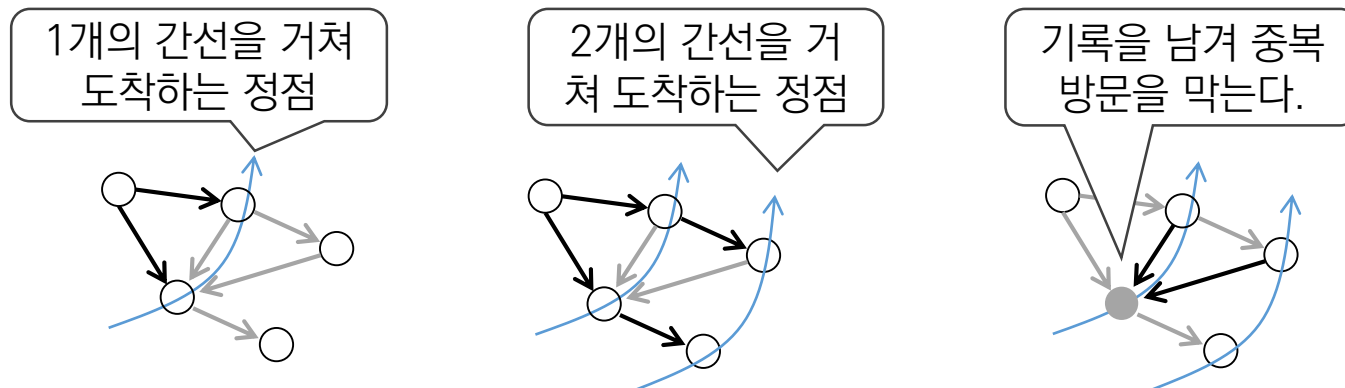 1개의 간선을 거쳐
도착하는 정점
2개의 간선을 거
쳐 도착하는 정점
기록을 남겨 중복
방문을 막는다.